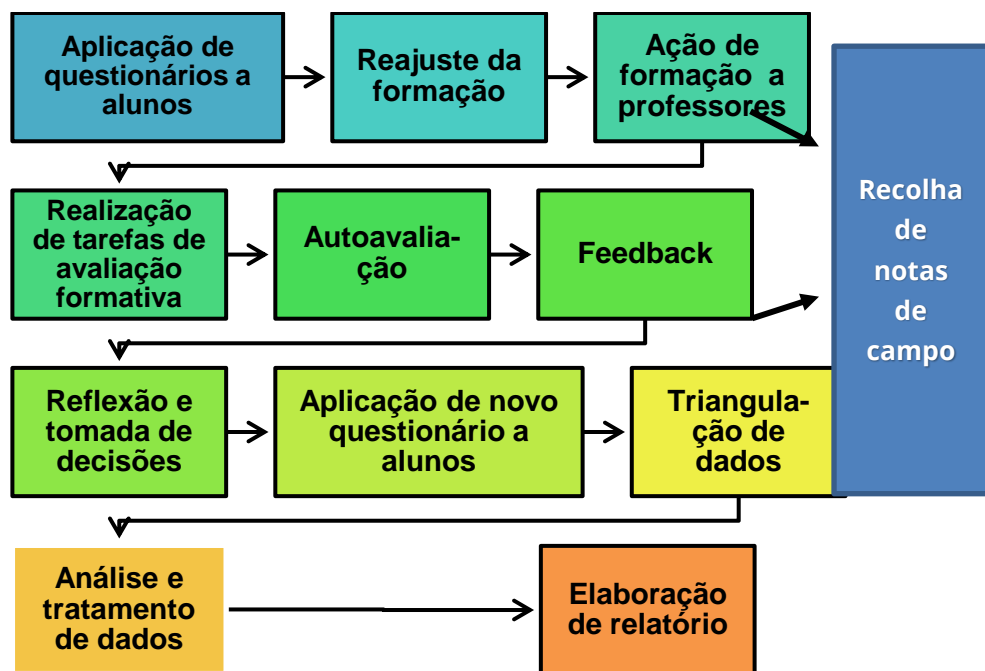 Aplicação de
questionários a
alunos
Reajuste da
formação
Ação de
formação a
professores
Recolha
de
notas
de
campo
Realização
de tarefas de
avaliação
formativa
Autoavalia-
ção
Feedback
Reflexão e
tomada de
decisões
Aplicação de novo
questionário a
alunos
Triangula-
ção de
dados
Análise e
tratamento
de dados
Elaboração
de relatório